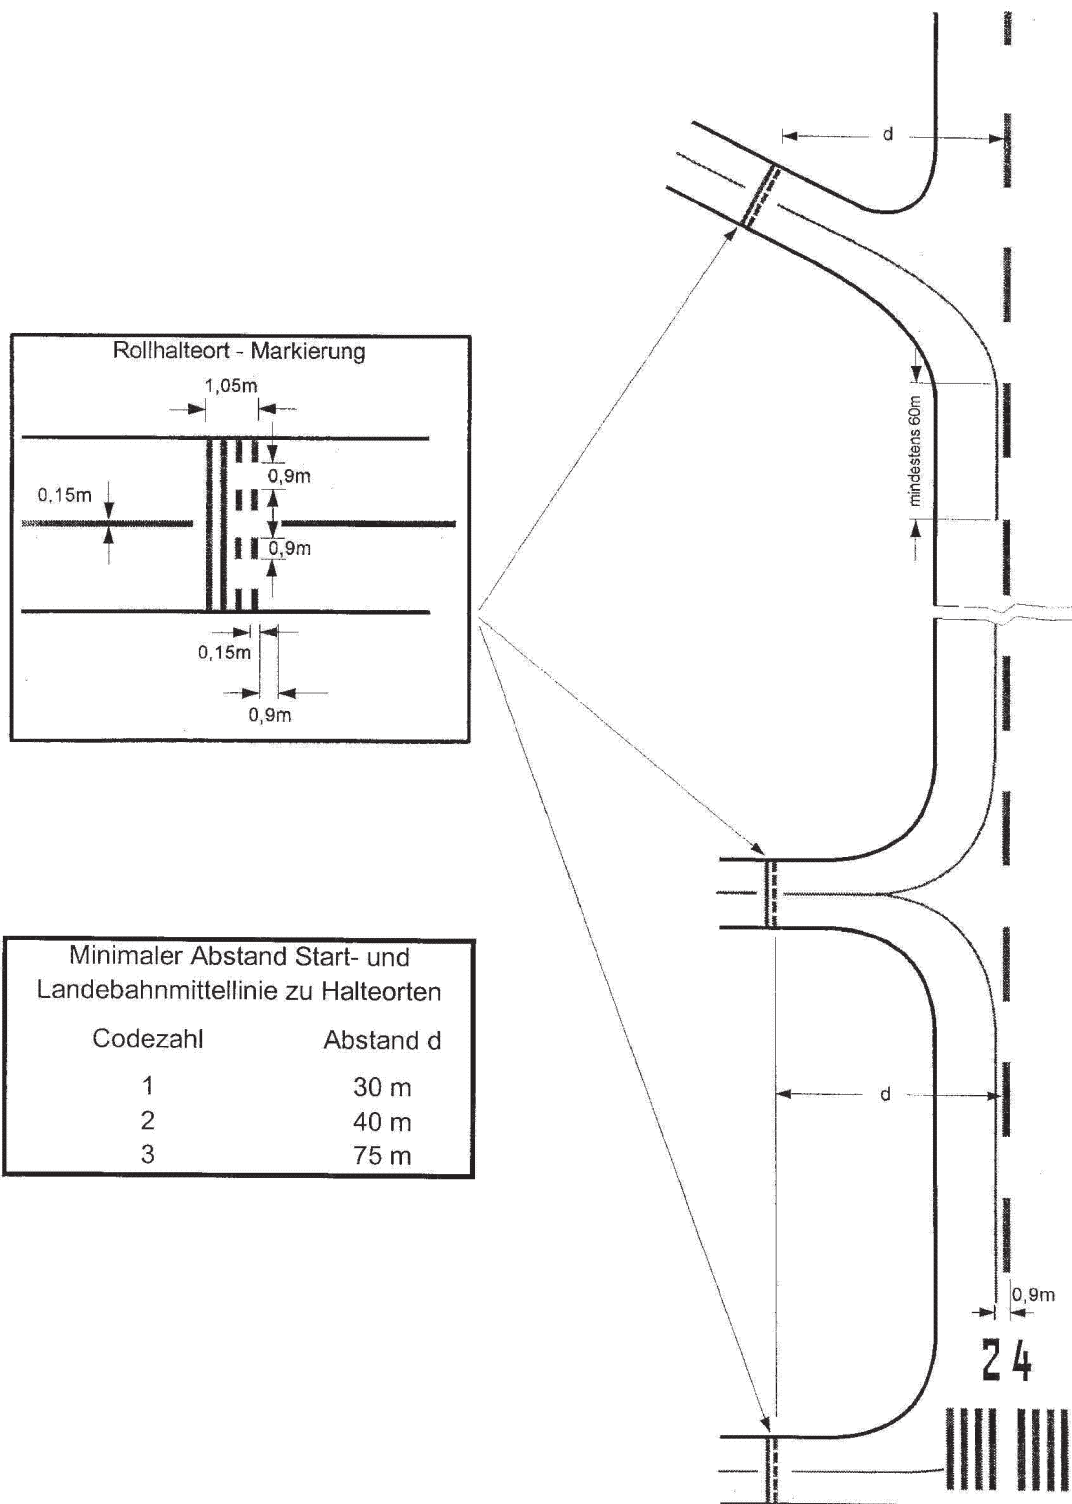 d
Rollhalteort - Markierung
1,05m
0,9m
0,15m
0,9m
0,15m
0,9m
mindestens 60m
Minimaler Abstand Start- und
Landebahnmittellinie zu Halteorten
Codezahl Abstand d
1 30 m
2 40 m
3 75 m
d
0,9m
24